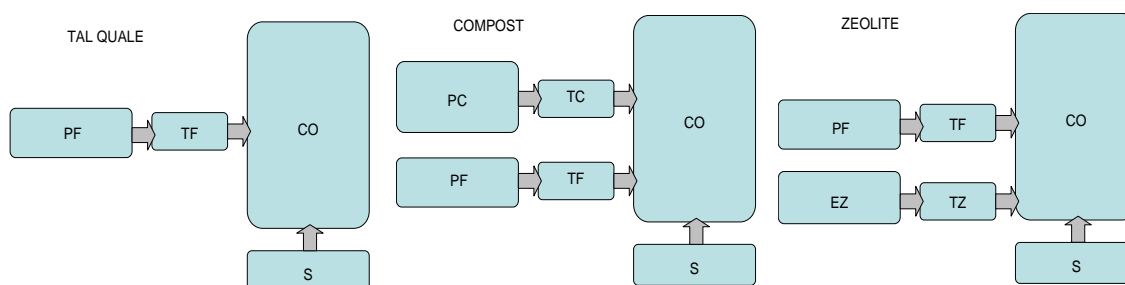 TAL QUALE
PF
TF
CO
S
COMPOST
PC
TC
CO
PF
TF
S
ZEOLITE
PF
TF
CO
EZ
TZ
S